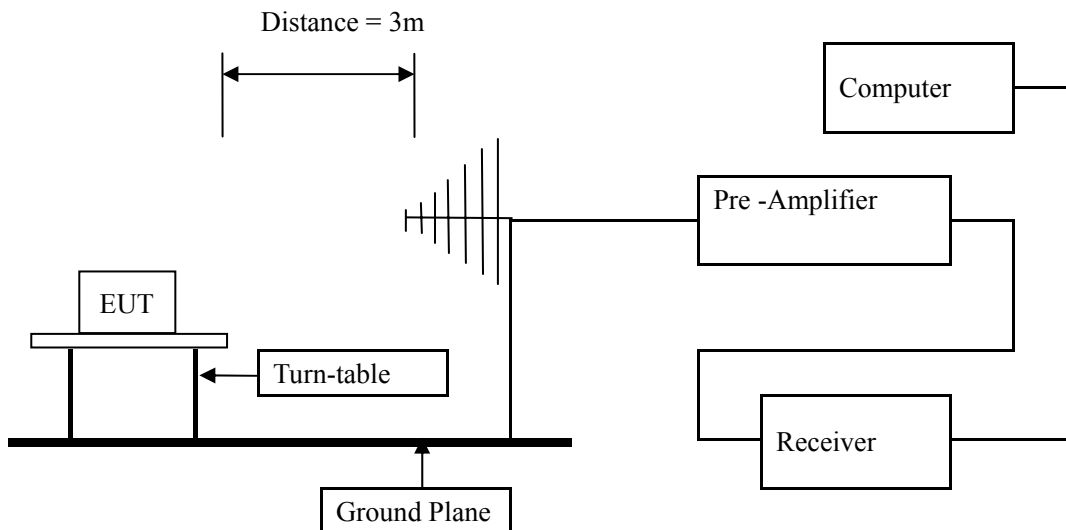 Distance = 3m
Computer
Pre -Amplifier
EUT
Turn-table
Receiver
Ground Plane